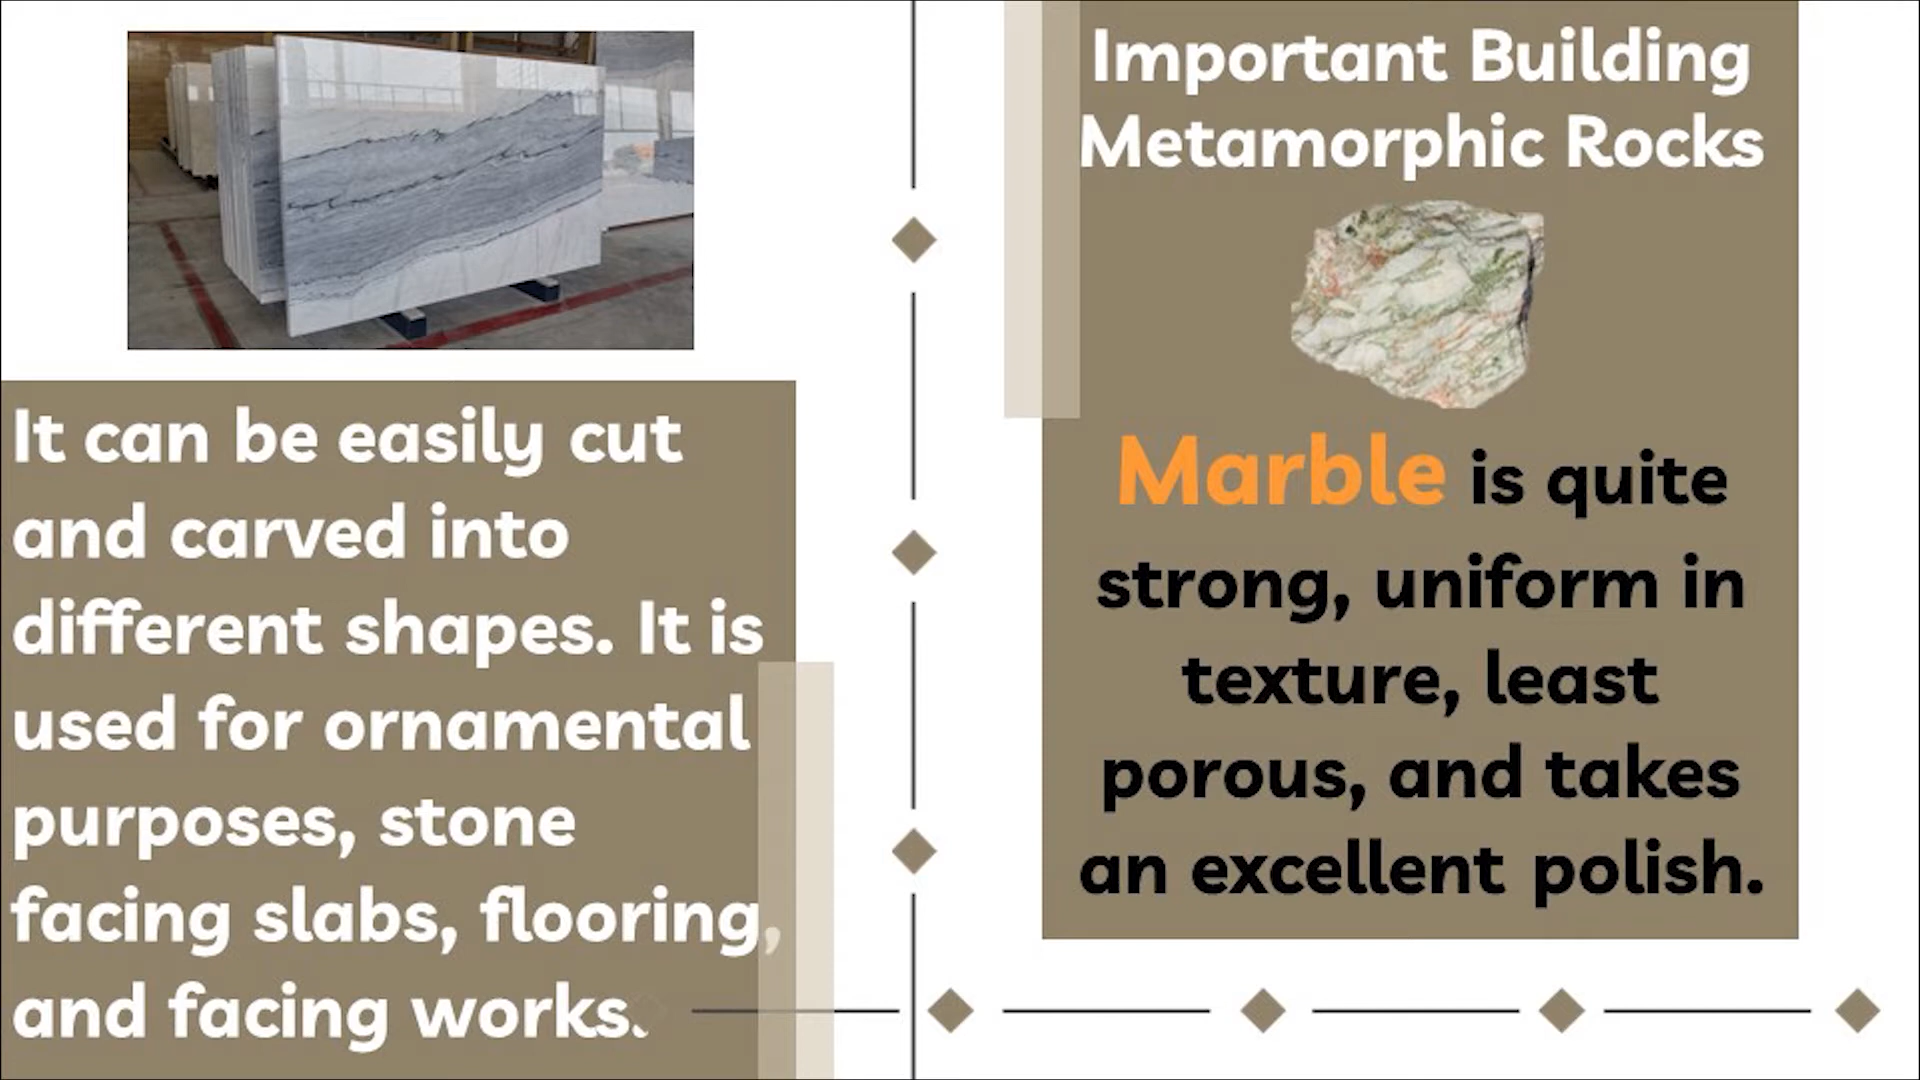 Important Building
Metamorphic Rocks
Marble is quite
strong, uniform in
texture, least
porous, and takes
an excellent polish.
It can be easily cut
and carved into
different shapes. It is
used for ornamental
purposes, stone
facing slabs, flooring,
and facing works.